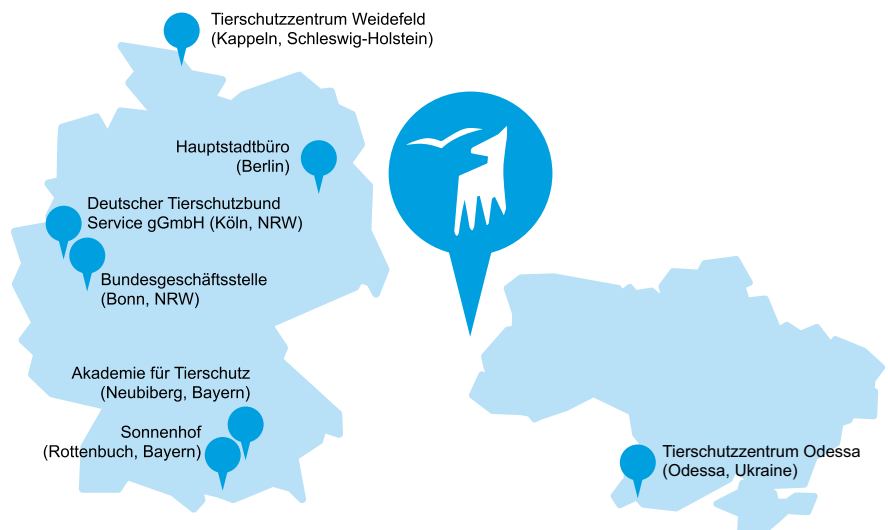 Tierschutzzentrum Weidefeld
(Kappeln, Schleswig-Holstein)
Hauptstadtbüro
(Berlin)
Deutscher Tierschutzbund
Service gGmbH (Köln, NRW)
Bundesgeschäftsstelle
(Bonn, NRW)
Akademie für Tierschutz
(Neubiberg, Bayern)
Sonnenhof
(Rottenbuch, Bayern)
Tierschutzzentrum Odessa
(Odessa, Ukraine)